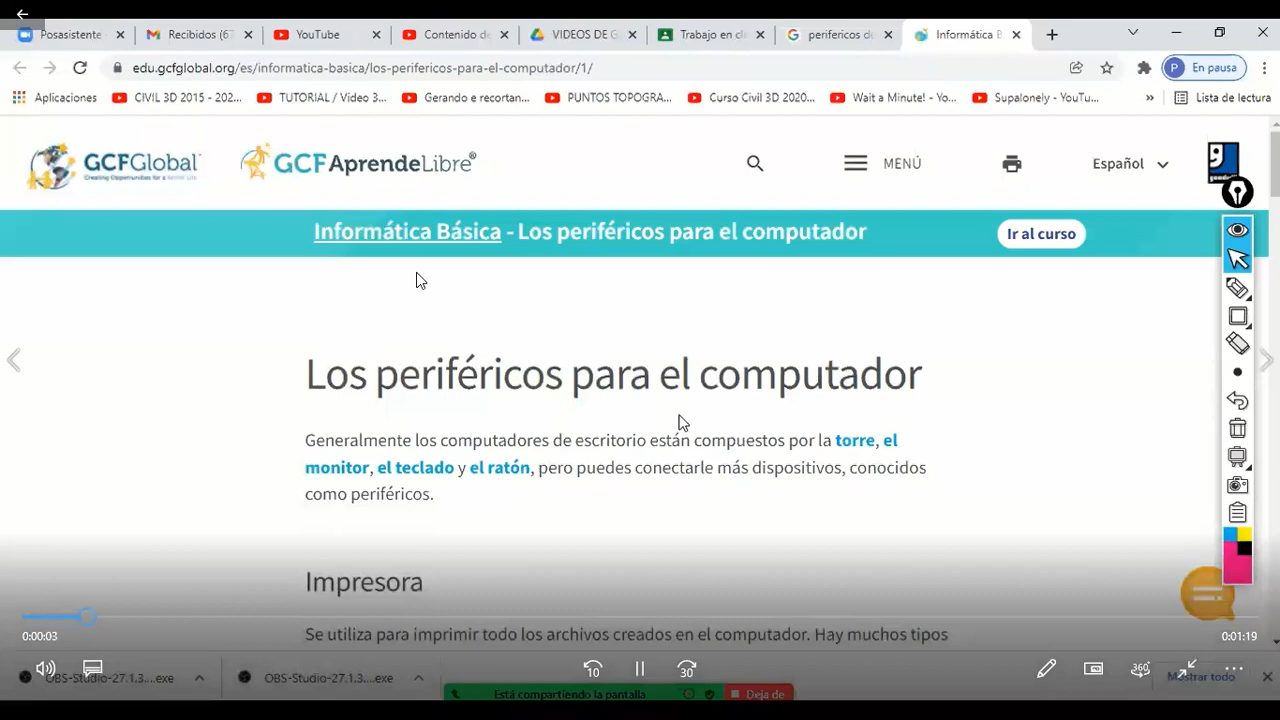 Posasistente
Recibidos (67
YouTube
Contenido d
VIDEOS DE G
Trabajo en cl
perifericos d
Informática B
edu.gcfglobal.org/es/informatica-basica/los-perifericos-para-el-computador/1/
P
En pausa
Aplicaciones
CIVIL 3D 2015 - 202...
TUTORIAL / Video 3...
Gerando e recortan...
PUNTOS TOPOGRA...
Curso Civil 3D 2020...
Wait a Minute! - Yo...
Supalonely - YouTu...
»
Lista de lectura
GCFGlobal
Creating Opportunities for a Better Life
GCFAprendeLibre®
MENÚ
Español
Informática Básica - Los periféricos para el computador
Ir al curso
Los periféricos para el computador
Generalmente los computadores de escritorio están compuestos por la torre, el
monitor, el teclado y el ratón, pero puedes conectarle más dispositivos, conocidos
como periféricos.
Impresora
Se utiliza para imprimir todo los archivos creados en el computador. Hay muchos tipos
0:00:03
0:01:19
OBS-Studio-27.1.3....exe
OBS-Studio-27.1.3....exe
10
30
360
Mostrar todo
Está compartiendo la pantalla
Deja de